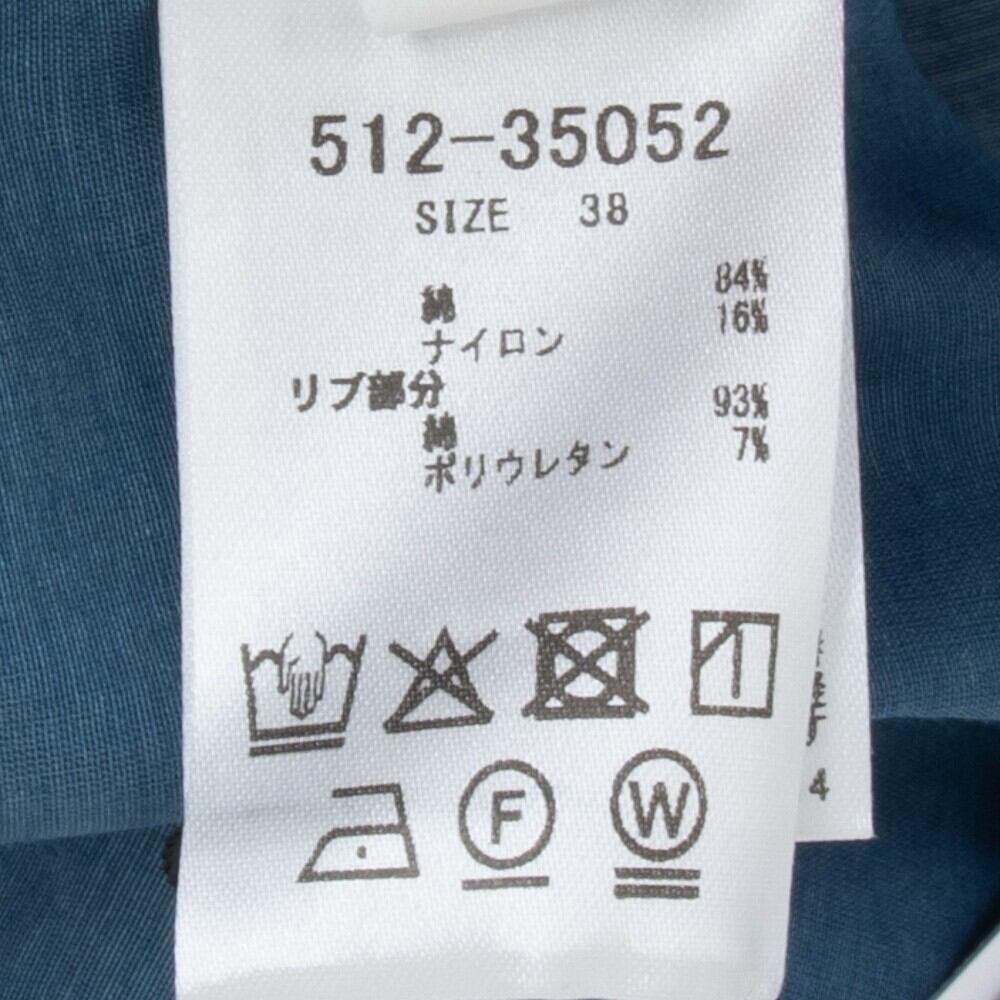 512-35052
SIZE 38
綿 84%
ナイロン 16%
リブ部分
綿 93%
ポリウレタン 7%
F
W
4